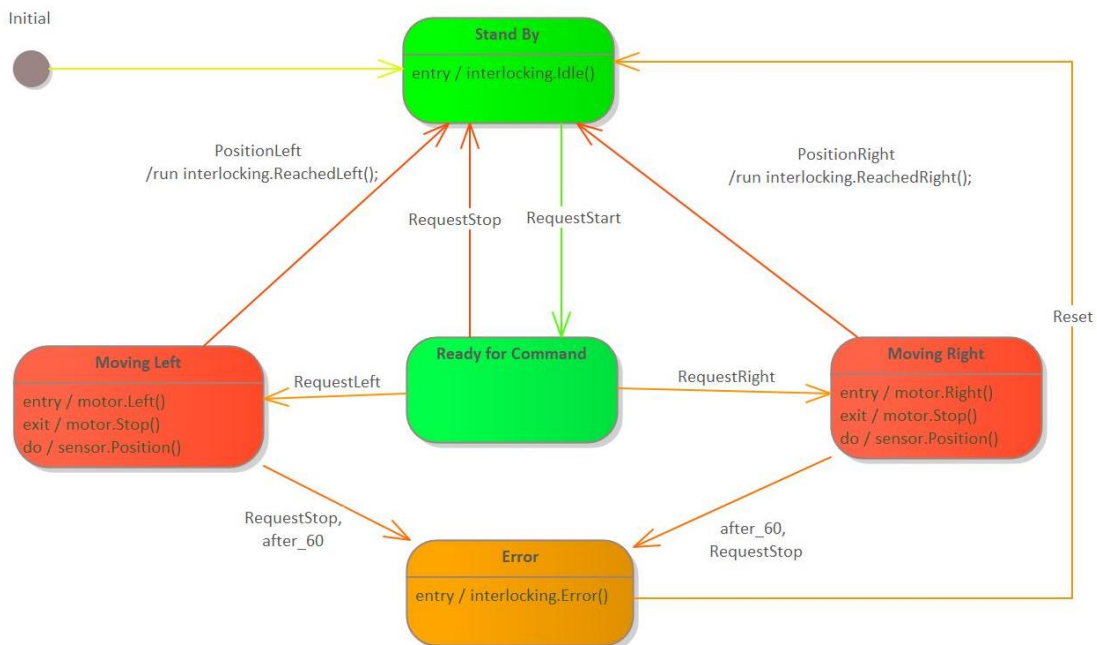 Initial
Stand By
entry / interlocking.Idle()
PositionLeft
/run interlocking.ReachedLeft();
PositionRight
/run interlocking.ReachedRight();
RequestStop
RequestStart
Reset
Moving Left
entry / motor.Left()
exit / motor.Stop()
do / sensor.Position()
RequestLeft
Ready for Command
RequestRight
Moving Right
entry / motor.Right()
exit / motor.Stop()
do / sensor.Position()
RequestStop,
after_60
after_60,
RequestStop
Error
entry / interlocking.Error()